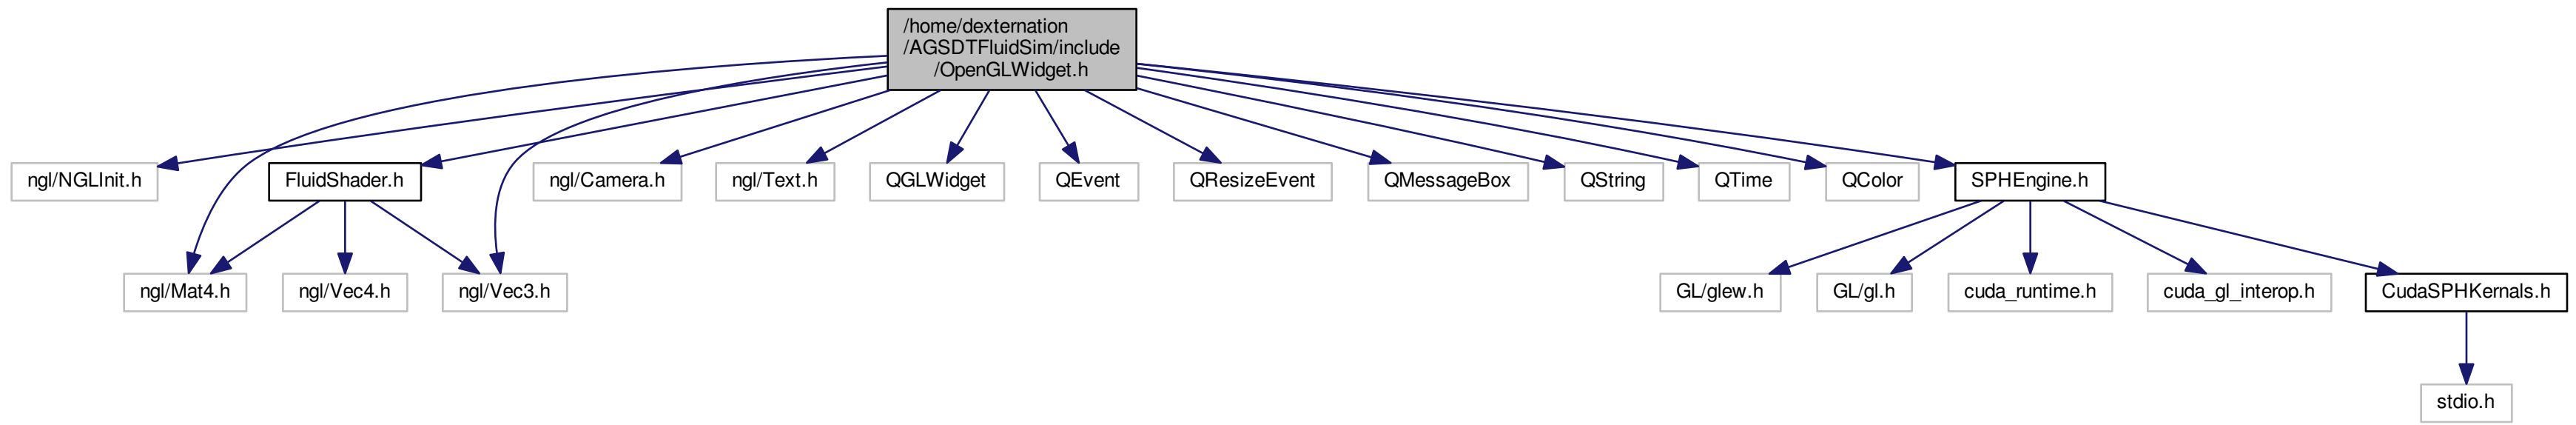 /home/dexternation
/AGSDTFluidSim/include
/OpenGLWidget.h
ngl/NGLInit.h
FluidShader.h
ngl/Camera.h
ngl/Text.h
QGLWidget
QEvent
QResizeEvent
QMessageBox
QString
QTime
QColor
SPHEngine.h
ngl/Mat4.h
ngl/Vec4.h
ngl/Vec3.h
GL/glew.h
GL/gl.h
cuda_runtime.h
cuda_gl_interop.h
CudaSPHKernals.h
stdio.h